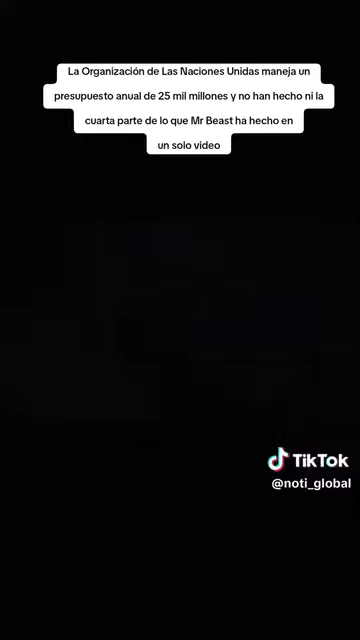 La Organización de Las Naciones Unidas maneja un
presupuesto anual de 25 mil millones y no han hecho ni la
cuarta parte de lo que Mr Beast ha hecho en
un solo video
TikTok
@noti_global